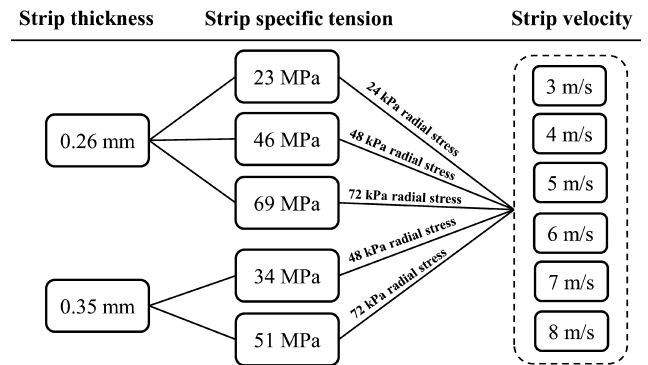 Strip thickness Strip specific tension Strip velocity
23 MPa
24 kPa radial stress
3 m/s
0.26 mm
46 MPa
48 kPa radial stress
4 m/s
69 MPa
72 kPa radial stress
5 m/s
6 m/s
0.35 mm
34 MPa
48 kPa radial stress
7 m/s
51 MPa
72 kPa radial stress
8 m/s